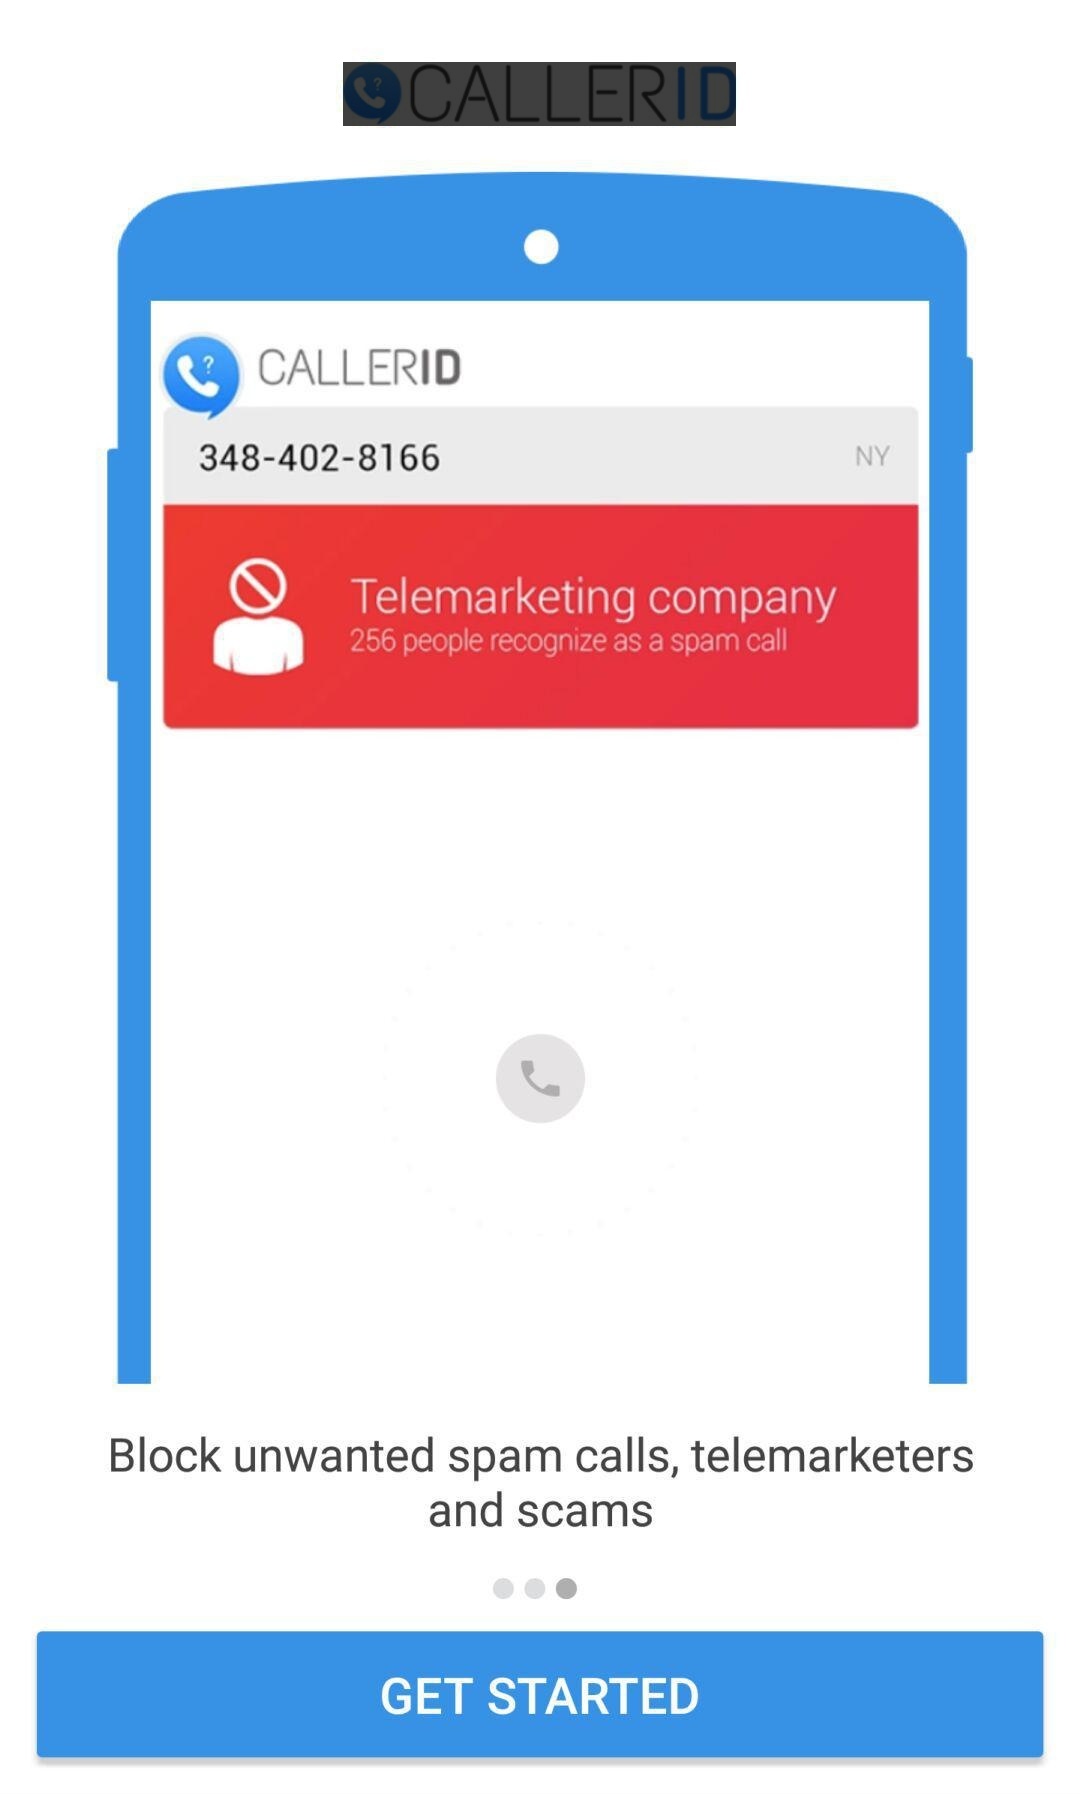 CALLERID
CALLERID
348-402-8166 NY
Telemarketing company
256 people recognize as a spam call
Block unwanted spam calls, telemarketers
and scams
GET STARTED